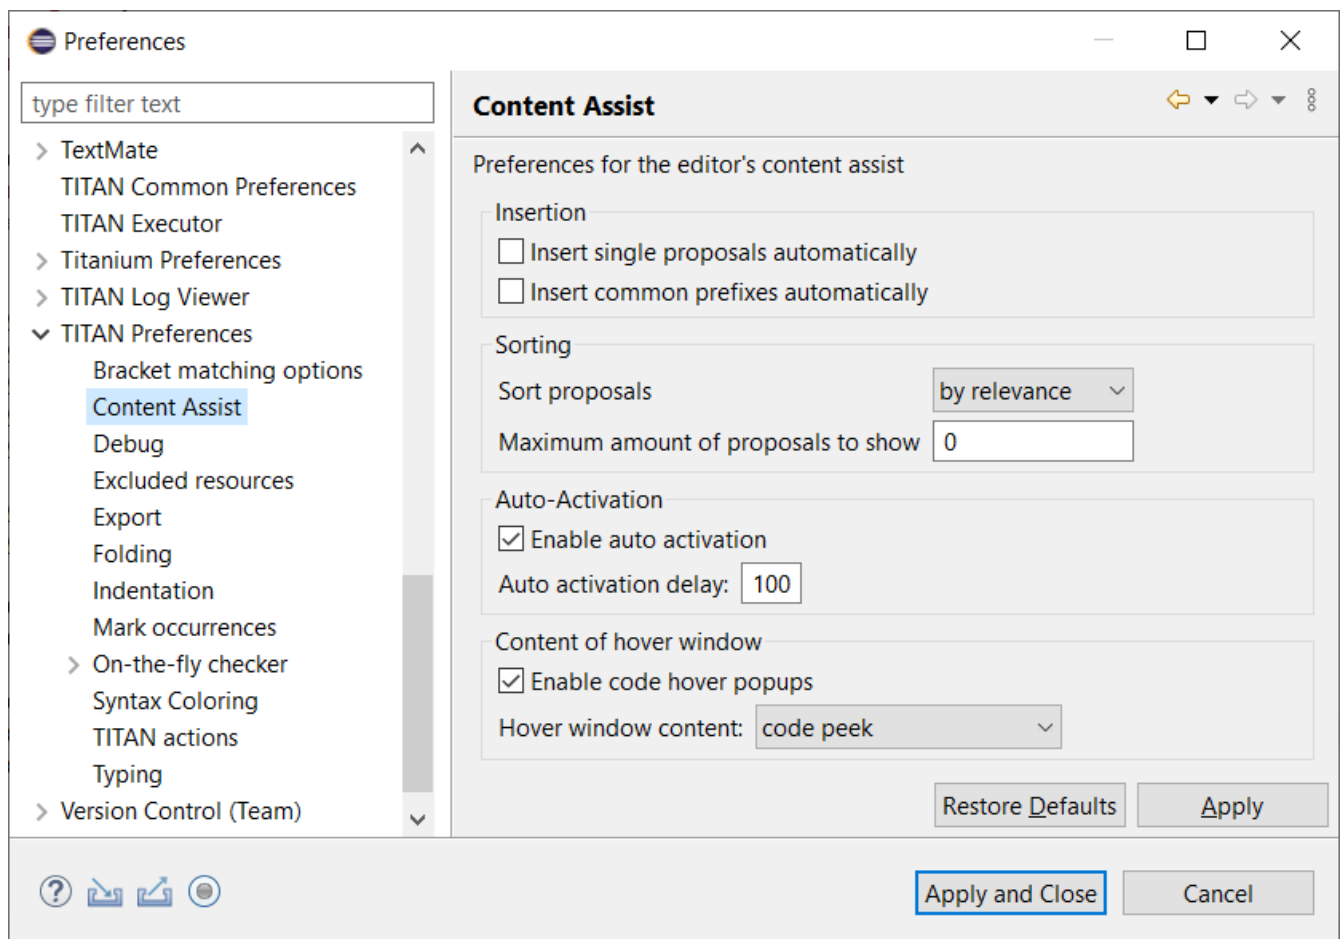 Preferences
type filter text
TextMate
TITAN Common Preferences
TITAN Executor
Titanium Preferences
TITAN Log Viewer
TITAN Preferences
Bracket matching options
Content Assist
Debug
Excluded resources
Export
Folding
Indentation
Mark occurrences
On-the-fly checker
Syntax Coloring
TITAN actions
Typing
Version Control (Team)
Content Assist
Preferences for the editor's content assist
Insertion
Insert single proposals automatically
Insert common prefixes automatically
Sorting
Sort proposals by relevance
Maximum amount of proposals to show 0
Auto-Activation
Enable auto activation
Auto activation delay: 100
Content of hover window
Enable code hover popups
Hover window content: code peek
Restore Defaults Apply
? Apply and Close Cancel